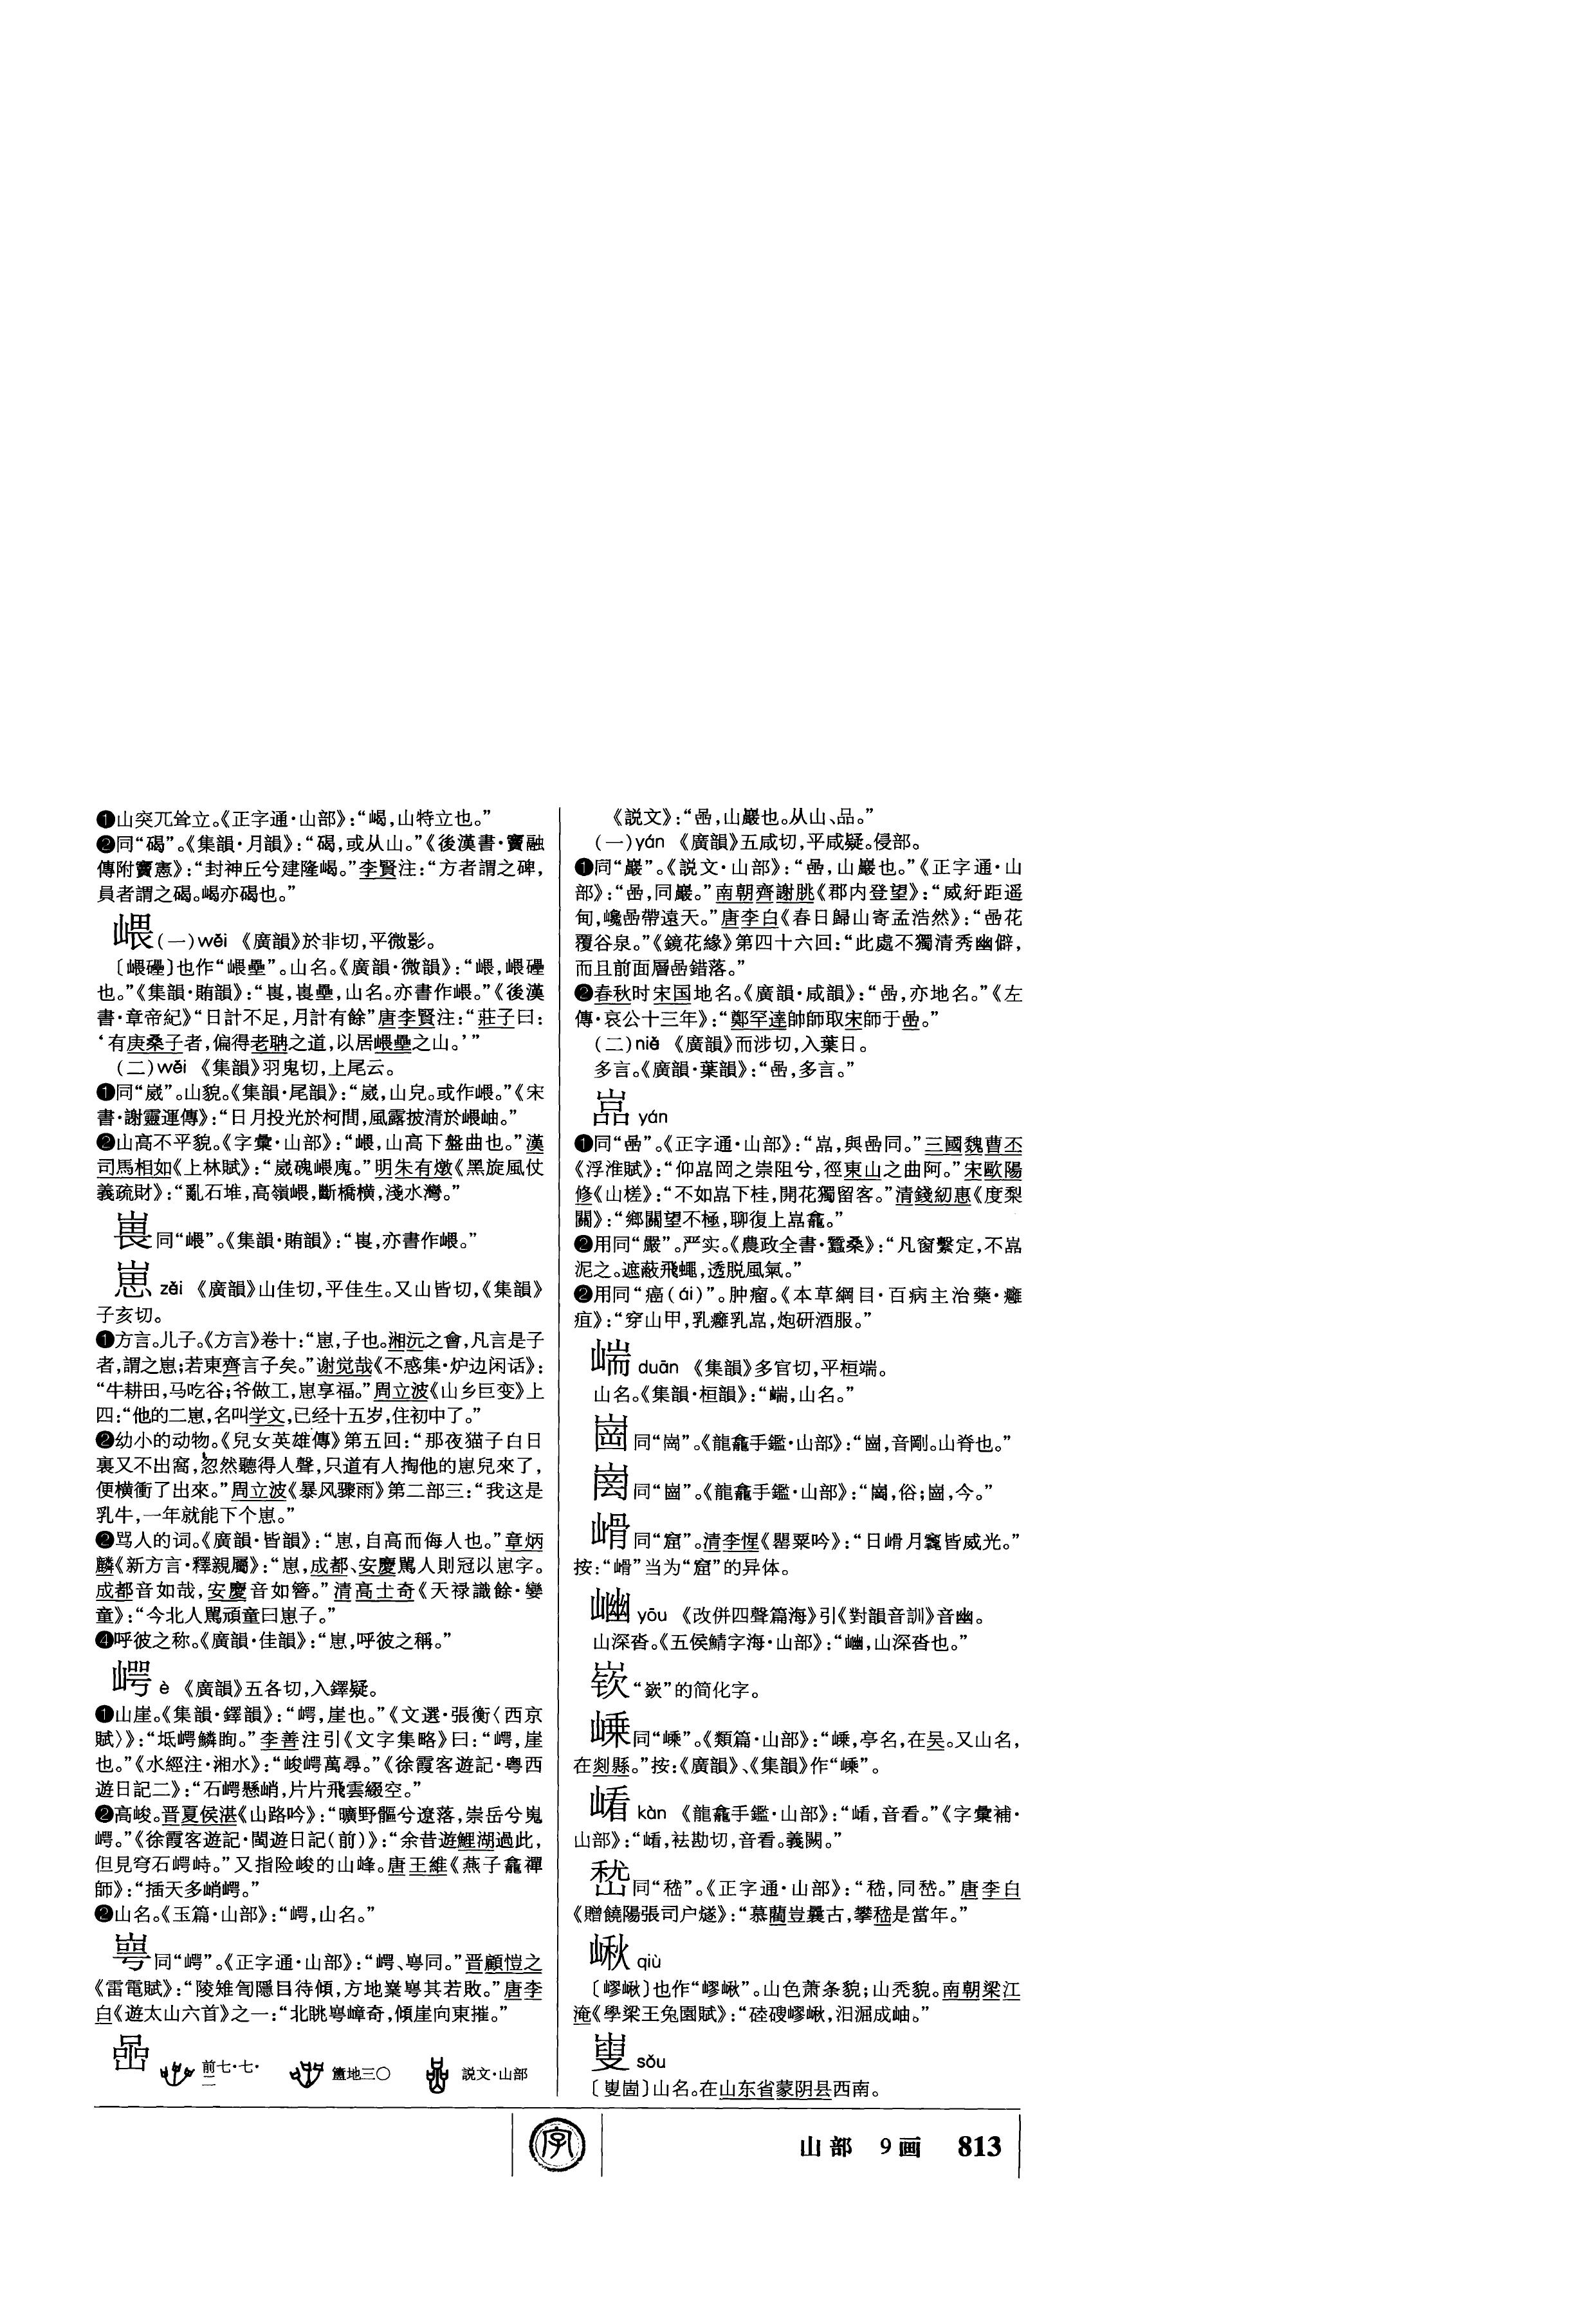 ❶山突兀耸立。《正字通·山部》:“嵑,山特立也。”
❷同“碣”。《集韻·月韻》:“碣,或从山。”《後漢書·竇融
傳附竇憲》:“封神丘兮建隆嵑。”李賢注:“方者謂之碑,
員者謂之碣。嵑亦碣也。”
嵔(一)wěi 《廣韻》於非切,平微影。
〔嵔𥗬〕也作“嵔壘”。山名。《廣韻·微韻》:“嵔,嵔𥗬
也。”《集韻·賄韻》:“嵔,嵔壘,山名。亦書作嵔。”《後漢
書·章帝紀》“日計不足,月計有餘”唐李賢注:“莊子曰:
‘有庚桑子者,偏得老聃之道,以居嵔壘之山。’”
(二)wěi 《集韻》羽鬼切,上尾云。
❶同“崴”。山貌。《集韻·尾韻》:“崴,山皃。或作嵔。”《宋
書·謝靈運傳》:“日月投光於柯間,風露披清於嵔岫。”
❷山高不平貌。《字彙·山部》:“嵔,山高下盤曲也。”漢
司馬相如《上林賦》:“崴磈嵔廆。”明朱有燉《黑旋風仗
義疏財》:“亂石堆,高嶺嵔,斷橋横,淺水灣。”
嵔同“嵔”。《集韻·賄韻》:“嵔,亦書作嵔。”
崽 zǎi 《廣韻》山佳切,平佳生。又山皆切,《集韻》
子亥切。
❶方言。儿子。《方言》卷十:“崽,子也。湘沅之會,凡言是子
者,謂之崽;若東齊言子矣。”谢觉哉《不惑集·炉边闲话》:
“牛耕田,马吃谷;爷做工,崽享福。”周立波《山乡巨变》上
四:“他的二崽,名叫学文,已经十五岁,住初中了。”
❷幼小的动物。《兒女英雄傳》第五回:“那夜猫子白日
裏又不出窩,忽然聽得人聲,只道有人掏他的崽兒來了,
便横衝了出來。”周立波《暴风骤雨》第二部三:“我这是
乳牛,一年就能下个崽。”
❷骂人的词。《廣韻·皆韻》:“崽,自高而侮人也。”章炳
麟《新方言·釋親屬》:“崽,成都、安慶罵人則冠以崽字。
成都音如哉,安慶音如簪。”清高士奇《天禄識餘·孌
童》:“今北人罵頑童曰崽子。”
❹呼彼之称。《廣韻·佳韻》:“崽,呼彼之稱。”
崿 è 《廣韻》五各切,入鐸疑。
❶山崖。《集韻·鐸韻》:“崿,崖也。”《文選·張衡〈西京
賦〉》:“坻崿鱗眴。”李善注引《文字集略》曰:“崿,崖
也。”《水經注·湘水》:“峻崿萬尋。”《徐霞客遊記·粤西
遊日記二》:“石崿懸峭,片片飛雲綴空。”
❷高峻。晋夏侯湛《山路吟》:“曠野𨉖兮遼落,崇岳兮嵬
崿。”《徐霞客遊記·閩遊日記(前)》:“余昔遊鯉湖過此,
但見穹石崿峙。”又指险峻的山峰。唐王維《燕子龕禪
師》:“插天多峭崿。”
❷山名。《玉篇·山部》:“崿,山名。”
㟧同“崿”。《正字通·山部》:“崿、㟧同。”晋顧愷之
《雷電賦》:“陵雉訇隱目待傾,方地業㟧其若敗。”唐李
白《遊太山六首》之一:“北眺㟧嶂奇,傾崖向東摧。”
嵒 前七·七·二 簠地三〇 説文·山部
《説文》:“嵒,山巖也。从山、品。”
(一)yán 《廣韻》五咸切,平咸疑。侵部。
❶同“巖”。《説文·山部》:“嵒,山巖也。”《正字通·山
部》:“嵒,同巖。”南朝齊謝朓《郡内登望》:“威紆距遥
甸,巉嵒帶遠天。”唐李白《春日歸山寄孟浩然》:“嵒花
覆谷泉。”《鏡花緣》第四十六回:“此處不獨清秀幽僻,
而且前面層嵒錯落。”
❷春秋时宋国地名。《廣韻·咸韻》:“嵒,亦地名。”《左
傳·哀公十三年》:“鄭罕達帥師取宋師于嵒。”
(二)niè 《廣韻》而涉切,入葉日。
多言。《廣韻·葉韻》:“嵒,多言。”
嵓 yán
❶同“嵒”。《正字通·山部》:“嵓,與嵒同。”三國魏曹丕
《浮淮賦》:“仰嵓岡之崇阻兮,徑東山之曲阿。”宋歐陽
修《山槎》:“不如嵓下桂,開花獨留客。”清錢紉惠《度梨
關》:“鄉關望不極,聊復上嵓龕。”
❷用同“嚴”。严实。《農政全書·蠶桑》:“凡窗繫定,不嵓
泥之。遮蔽飛蠅,透脱風氣。”
❷用同“癌(ái)”。肿瘤。《本草綱目·百病主治藥·癰
疽》:“穿山甲,乳癰乳嵓,炮研酒服。”
㟨 duān 《集韻》多官切,平桓端。
山名。《集韻·桓韻》:“㟨,山名。”
崮同“崗”。《龍龕手鑑·山部》:“崮,音剛。山脊也。”
同“”。《龍龕手鑑·山部》:“,俗;,今。”
嵴同“窟”。清李惺《罌粟吟》:“日月窵皆威光。”
按:“”当为“窟”的异体。
 yōu 《改併四聲篇海》引《對韻音訓》音幽。
山深杳。《五侯鯖字海·山部》:“,山深杳也。”
嵚“嶔”的简化字。
嵊同“嵊”。《類篇·山部》:“嵊,亭名,在吴。又山名,
在剡縣。”按:《廣韻》、《集韻》作“嵊”。
 kàn 《龍龕手鑑·山部》:“,音看。”《字彙補·
山部》:“,袪勘切,音看。義闕。”
嵇同“嵇”。《正字通·山部》:“嵇,同嵇。”唐李白
《贈饒陽張司户燧》:“慕藺豈曩古,攀嵇是當年。”
㟬 qiù
〔嵺㟬〕也作“嵺㟬”。山色萧条貌;山秃貌。南朝梁江
淹《學梁王兔園賦》:“硿磳嵺㟬,汨淈成岫。”
 sǒu
〔崮〕山名。在山东省蒙阴县西南。
字
山部 9画 813